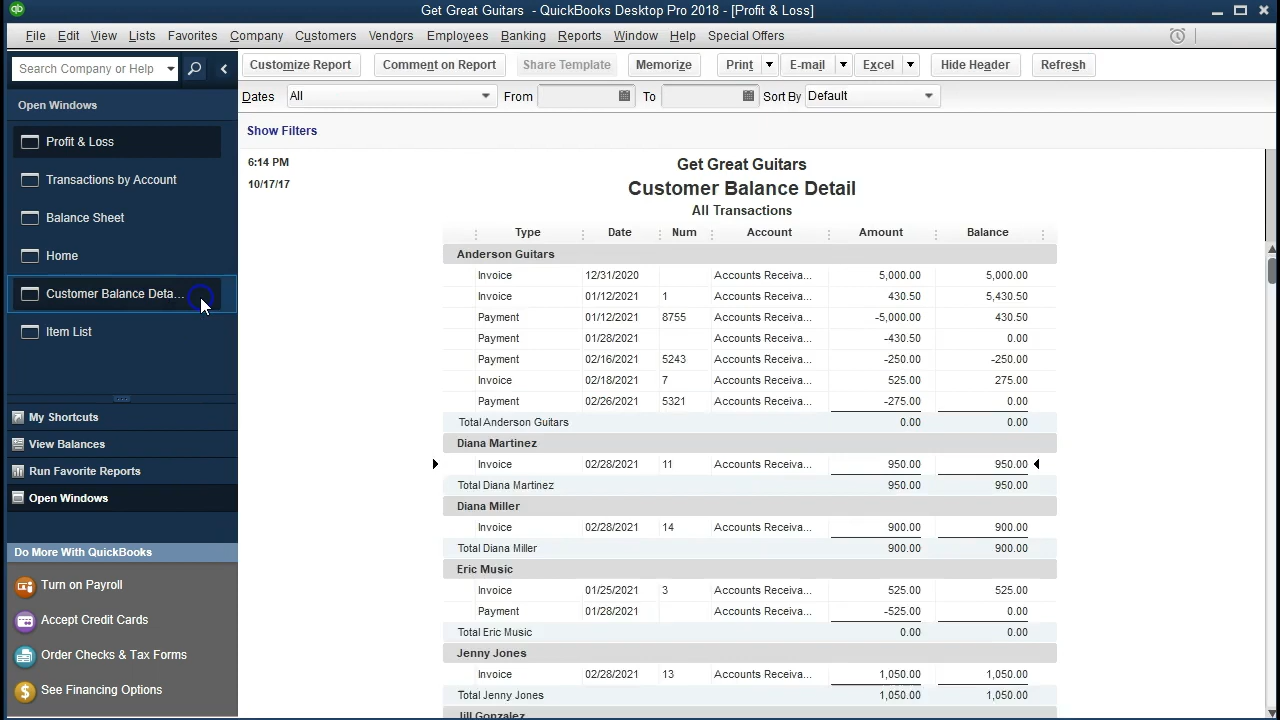 Get Great Guitars - QuickBooks Desktop Pro 2018 - [Profit & Loss]
File Edit View Lists Favorites Company Customers Vendors Employees Banking Reports Window Help Special Offers
Search Company or Help
Customize Report Comment on Report Share Template Memorize Print E-mail Excel Hide Header Refresh
Open Windows
Dates All From To Sort By Default
Show Filters
Profit & Loss
Transactions by Account
Balance Sheet
Home
Customer Balance Deta...
Item List
My Shortcuts
View Balances
Run Favorite Reports
Open Windows
Do More With QuickBooks
Turn on Payroll
Accept Credit Cards
Order Checks & Tax Forms
$ See Financing Options
6:14 PM
10/17/17
Get Great Guitars
Customer Balance Detail
All Transactions
Type Date Num Account Amount Balance
Anderson Guitars
Invoice 12/31/2020 Accounts Receiva... 5,000.00 5,000.00
Invoice 01/12/2021 1 Accounts Receiva... 430.50 5,430.50
Payment 01/12/2021 8755 Accounts Receiva... -5,000.00 430.50
Payment 01/28/2021 Accounts Receiva... -430.50 0.00
Payment 02/16/2021 5243 Accounts Receiva... -250.00 -250.00
Invoice 02/18/2021 7 Accounts Receiva... 525.00 275.00
Payment 02/26/2021 5321 Accounts Receiva... -275.00 0.00
Total Anderson Guitars 0.00 0.00
Diana Martinez
Invoice 02/28/2021 11 Accounts Receiva... 950.00 950.00
Total Diana Martinez 950.00 950.00
Diana Miller
Invoice 02/28/2021 14 Accounts Receiva... 900.00 900.00
Total Diana Miller 900.00 900.00
Eric Music
Invoice 01/25/2021 3 Accounts Receiva... 525.00 525.00
Payment 01/28/2021 Accounts Receiva... -525.00 0.00
Total Eric Music 0.00 0.00
Jenny Jones
Invoice 02/28/2021 13 Accounts Receiva... 1,050.00 1,050.00
Total Jenny Jones 1,050.00 1,050.00
Jill Gonzalez